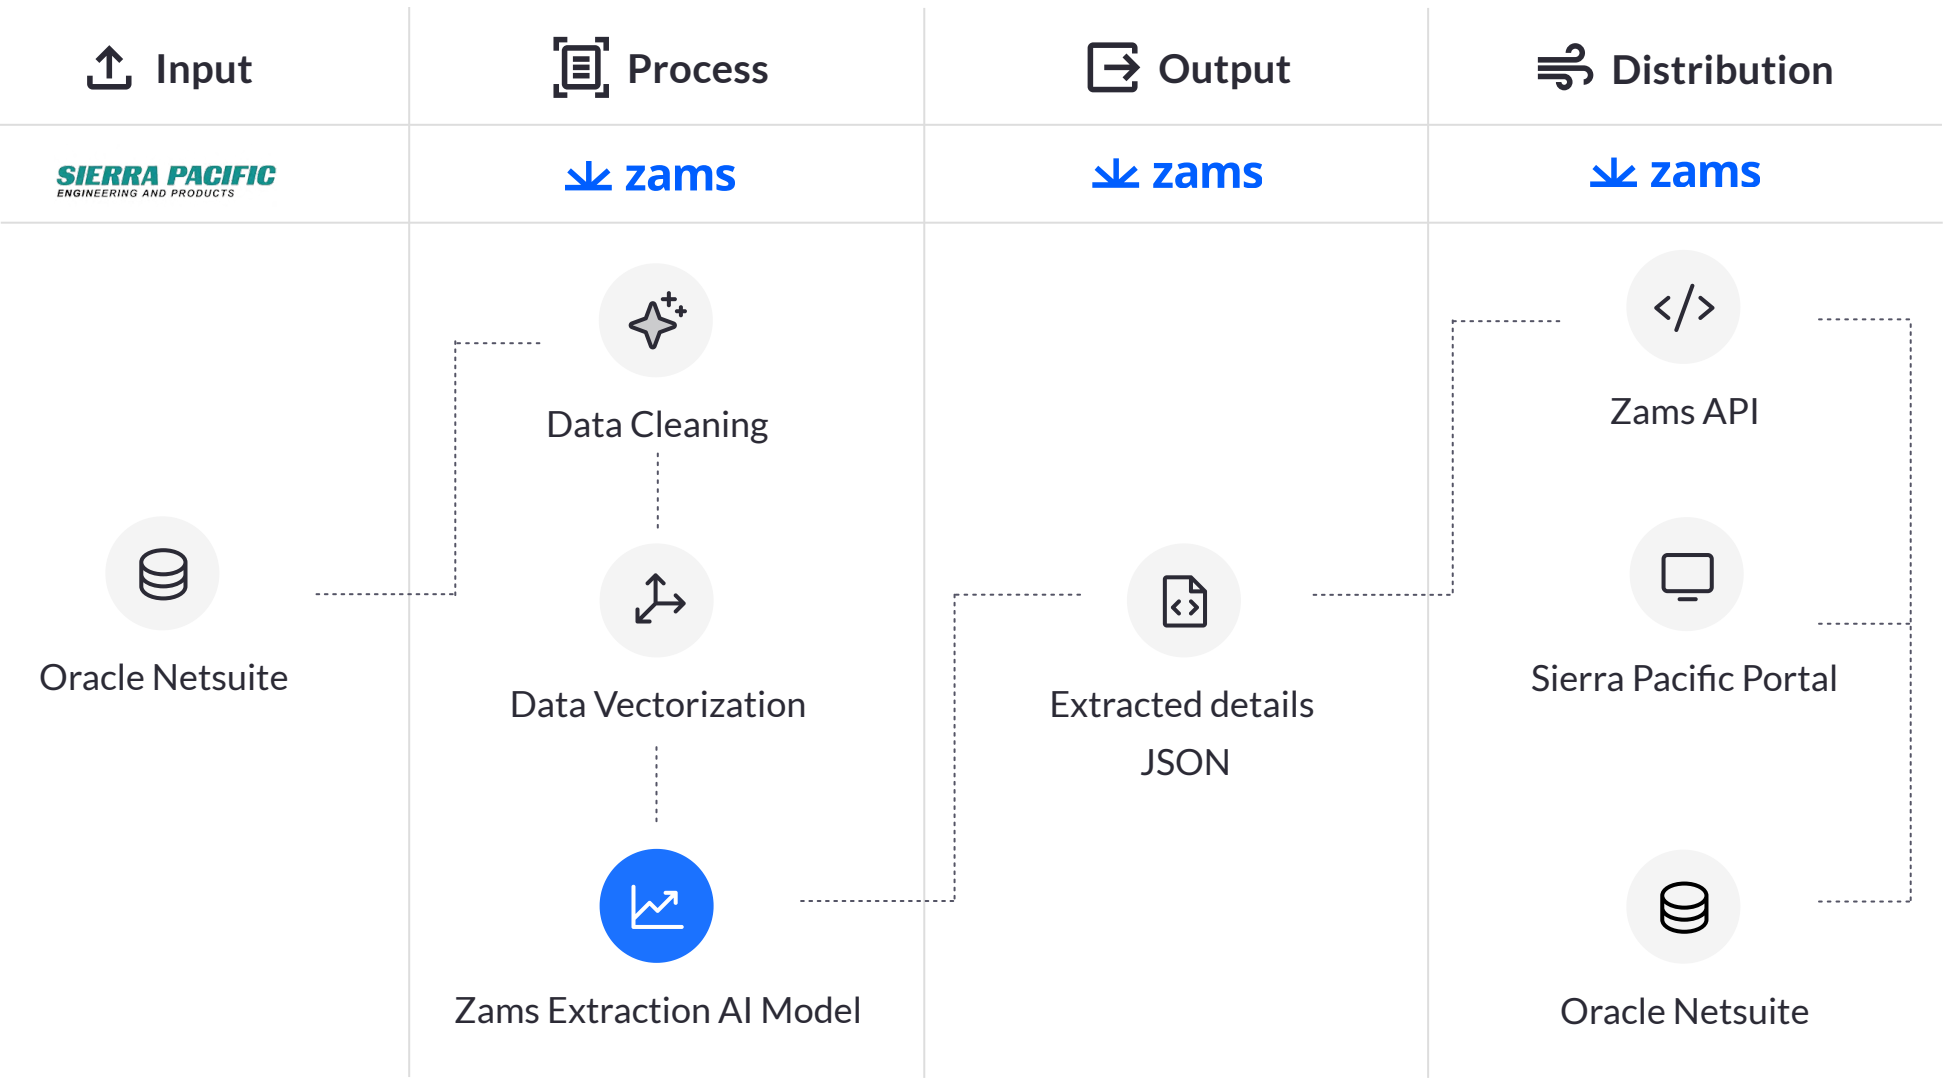 Input
Process
Output
Distribution
SIERRA PACIFIC
ENGINEERING AND PRODUCTS
zams
zams
zams
Oracle Netsuite
Data Cleaning
Data Vectorization
Zams Extraction AI Model
Extracted details
JSON
Zams API
Sierra Pacific Portal
Oracle Netsuite